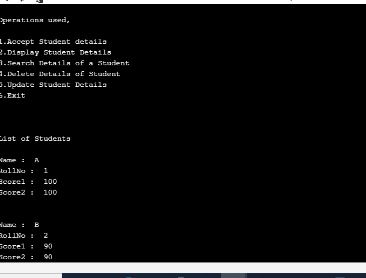 Operations used,
1.Accept Student details
2.Display Student Details
3.Search Details of a Student
4.Delete Details of Student
5.Update Student Details
6.Exit
List of Students
Name : A
RollNo : 1
Score1 : 100
Score2 : 100
Name : B
RollNo : 2
Score1 : 90
Score2 : 90